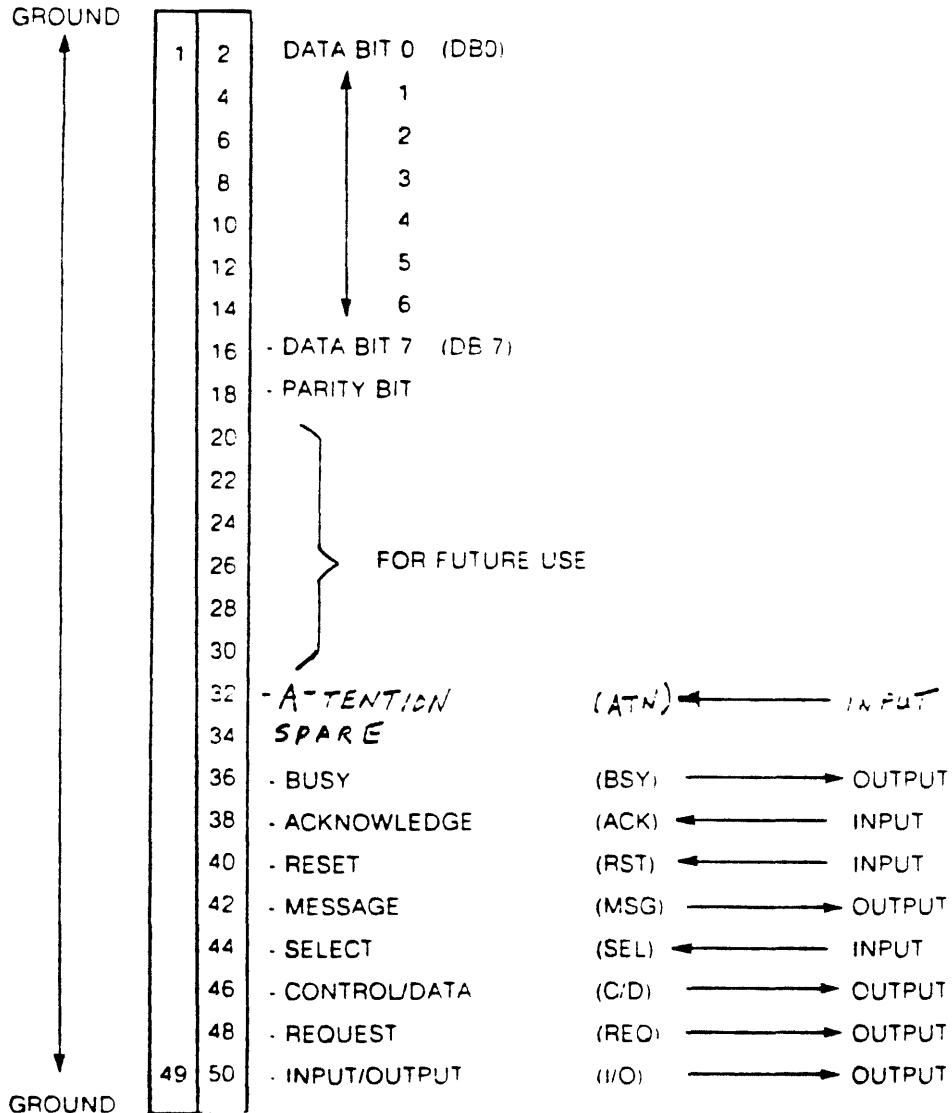 GROUND
1 2 DATA BIT 0 (DB0)
4 1
6 2
8 3
10 4
12 5
14 6
16 - DATA BIT 7 (DB 7)
18 - PARITY BIT
20
22
24
26 FOR FUTURE USE
28
30
32 - ATTENTION (ATN) INPUT
34 SPARE
36 - BUSY (BSY) OUTPUT
38 - ACKNOWLEDGE (ACK) INPUT
40 - RESET (RST) INPUT
42 - MESSAGE (MSG) OUTPUT
44 - SELECT (SEL) INPUT
46 - CONTROL/DATA (C/D) OUTPUT
48 - REQUEST (REQ) OUTPUT
49 50 - INPUT/OUTPUT (I/O) OUTPUT
GROUND